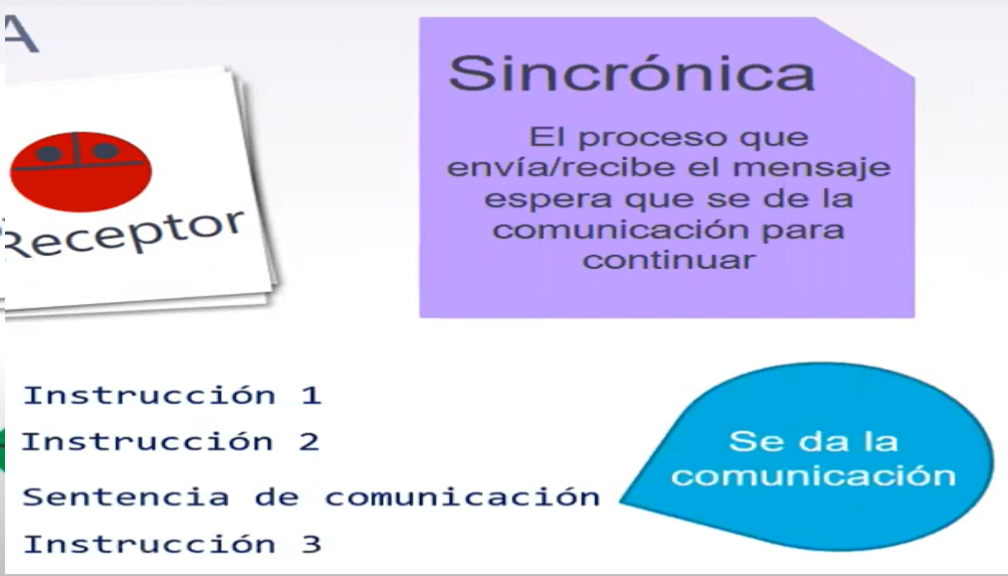 A
Receptor
Sincrónica
El proceso que
envía/recibe el mensaje
espera que se de la
comunicación para
continuar
Instrucción 1
Instrucción 2
Sentencia de comunicación
Instrucción 3
Se da la
comunicación